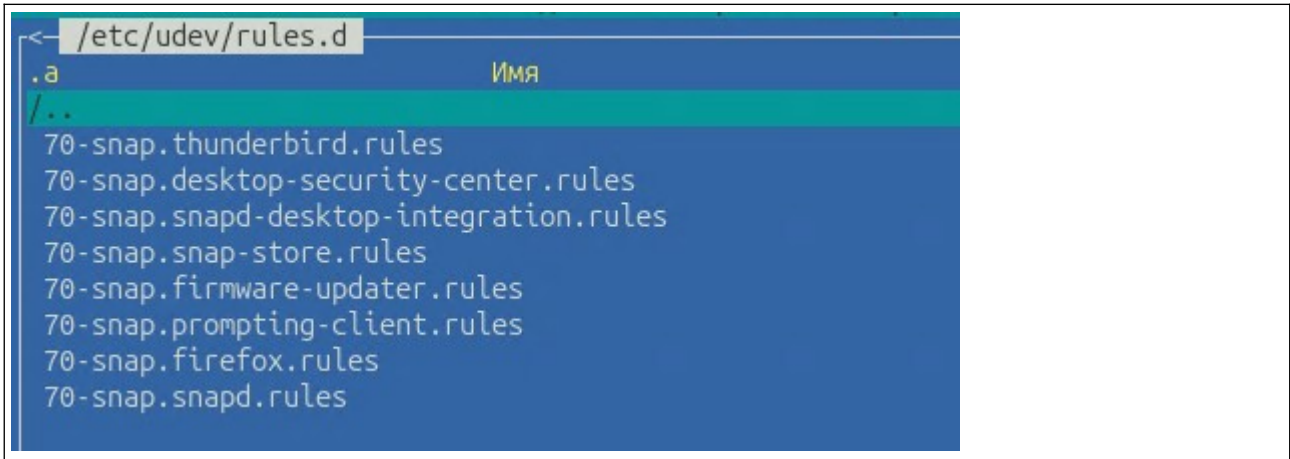 <- /etc/udev/rules.d
.а Имя
/..
70-snap.thunderbird.rules
70-snap.desktop-security-center.rules
70-snap.snapd-desktop-integration.rules
70-snap.snap-store.rules
70-snap.firmware-updater.rules
70-snap.prompting-client.rules
70-snap.firefox.rules
70-snap.snapd.rules